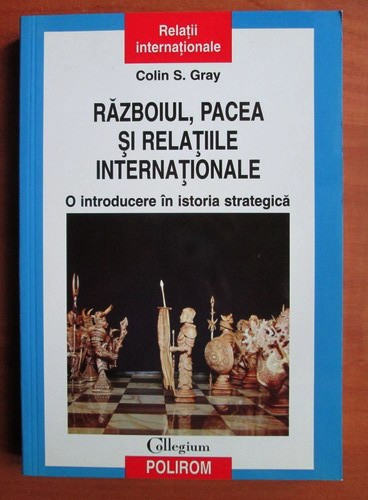 Relații
internaționale
Colin S. Gray
RĂZBOIUL, PACEA
ȘI RELAȚIILE
INTERNAȚIONALE
O introducere în istoria strategică
Collegium
POLIROM